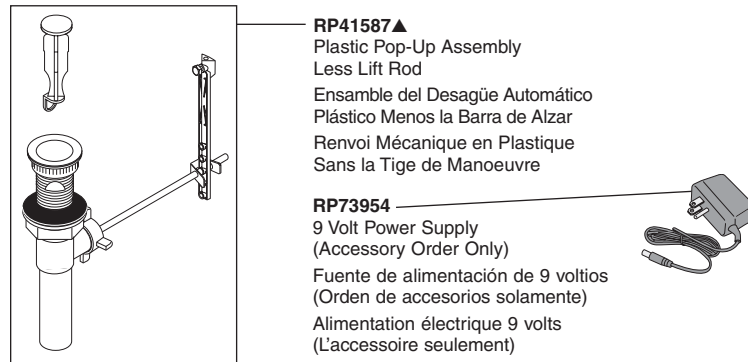 RP41587▲
Plastic Pop-Up Assembly
Less Lift Rod
Ensamble del Desagüe Automático
Plástico Menos la Barra de Alzar
Renvoi Mécanique en Plastique
Sans la Tige de Manoeuvre
RP73954
9 Volt Power Supply
(Accessory Order Only)
Fuente de alimentación de 9 voltios
(Orden de accesorios solamente)
Alimentation électrique 9 volts
(L'accessoire seulement)